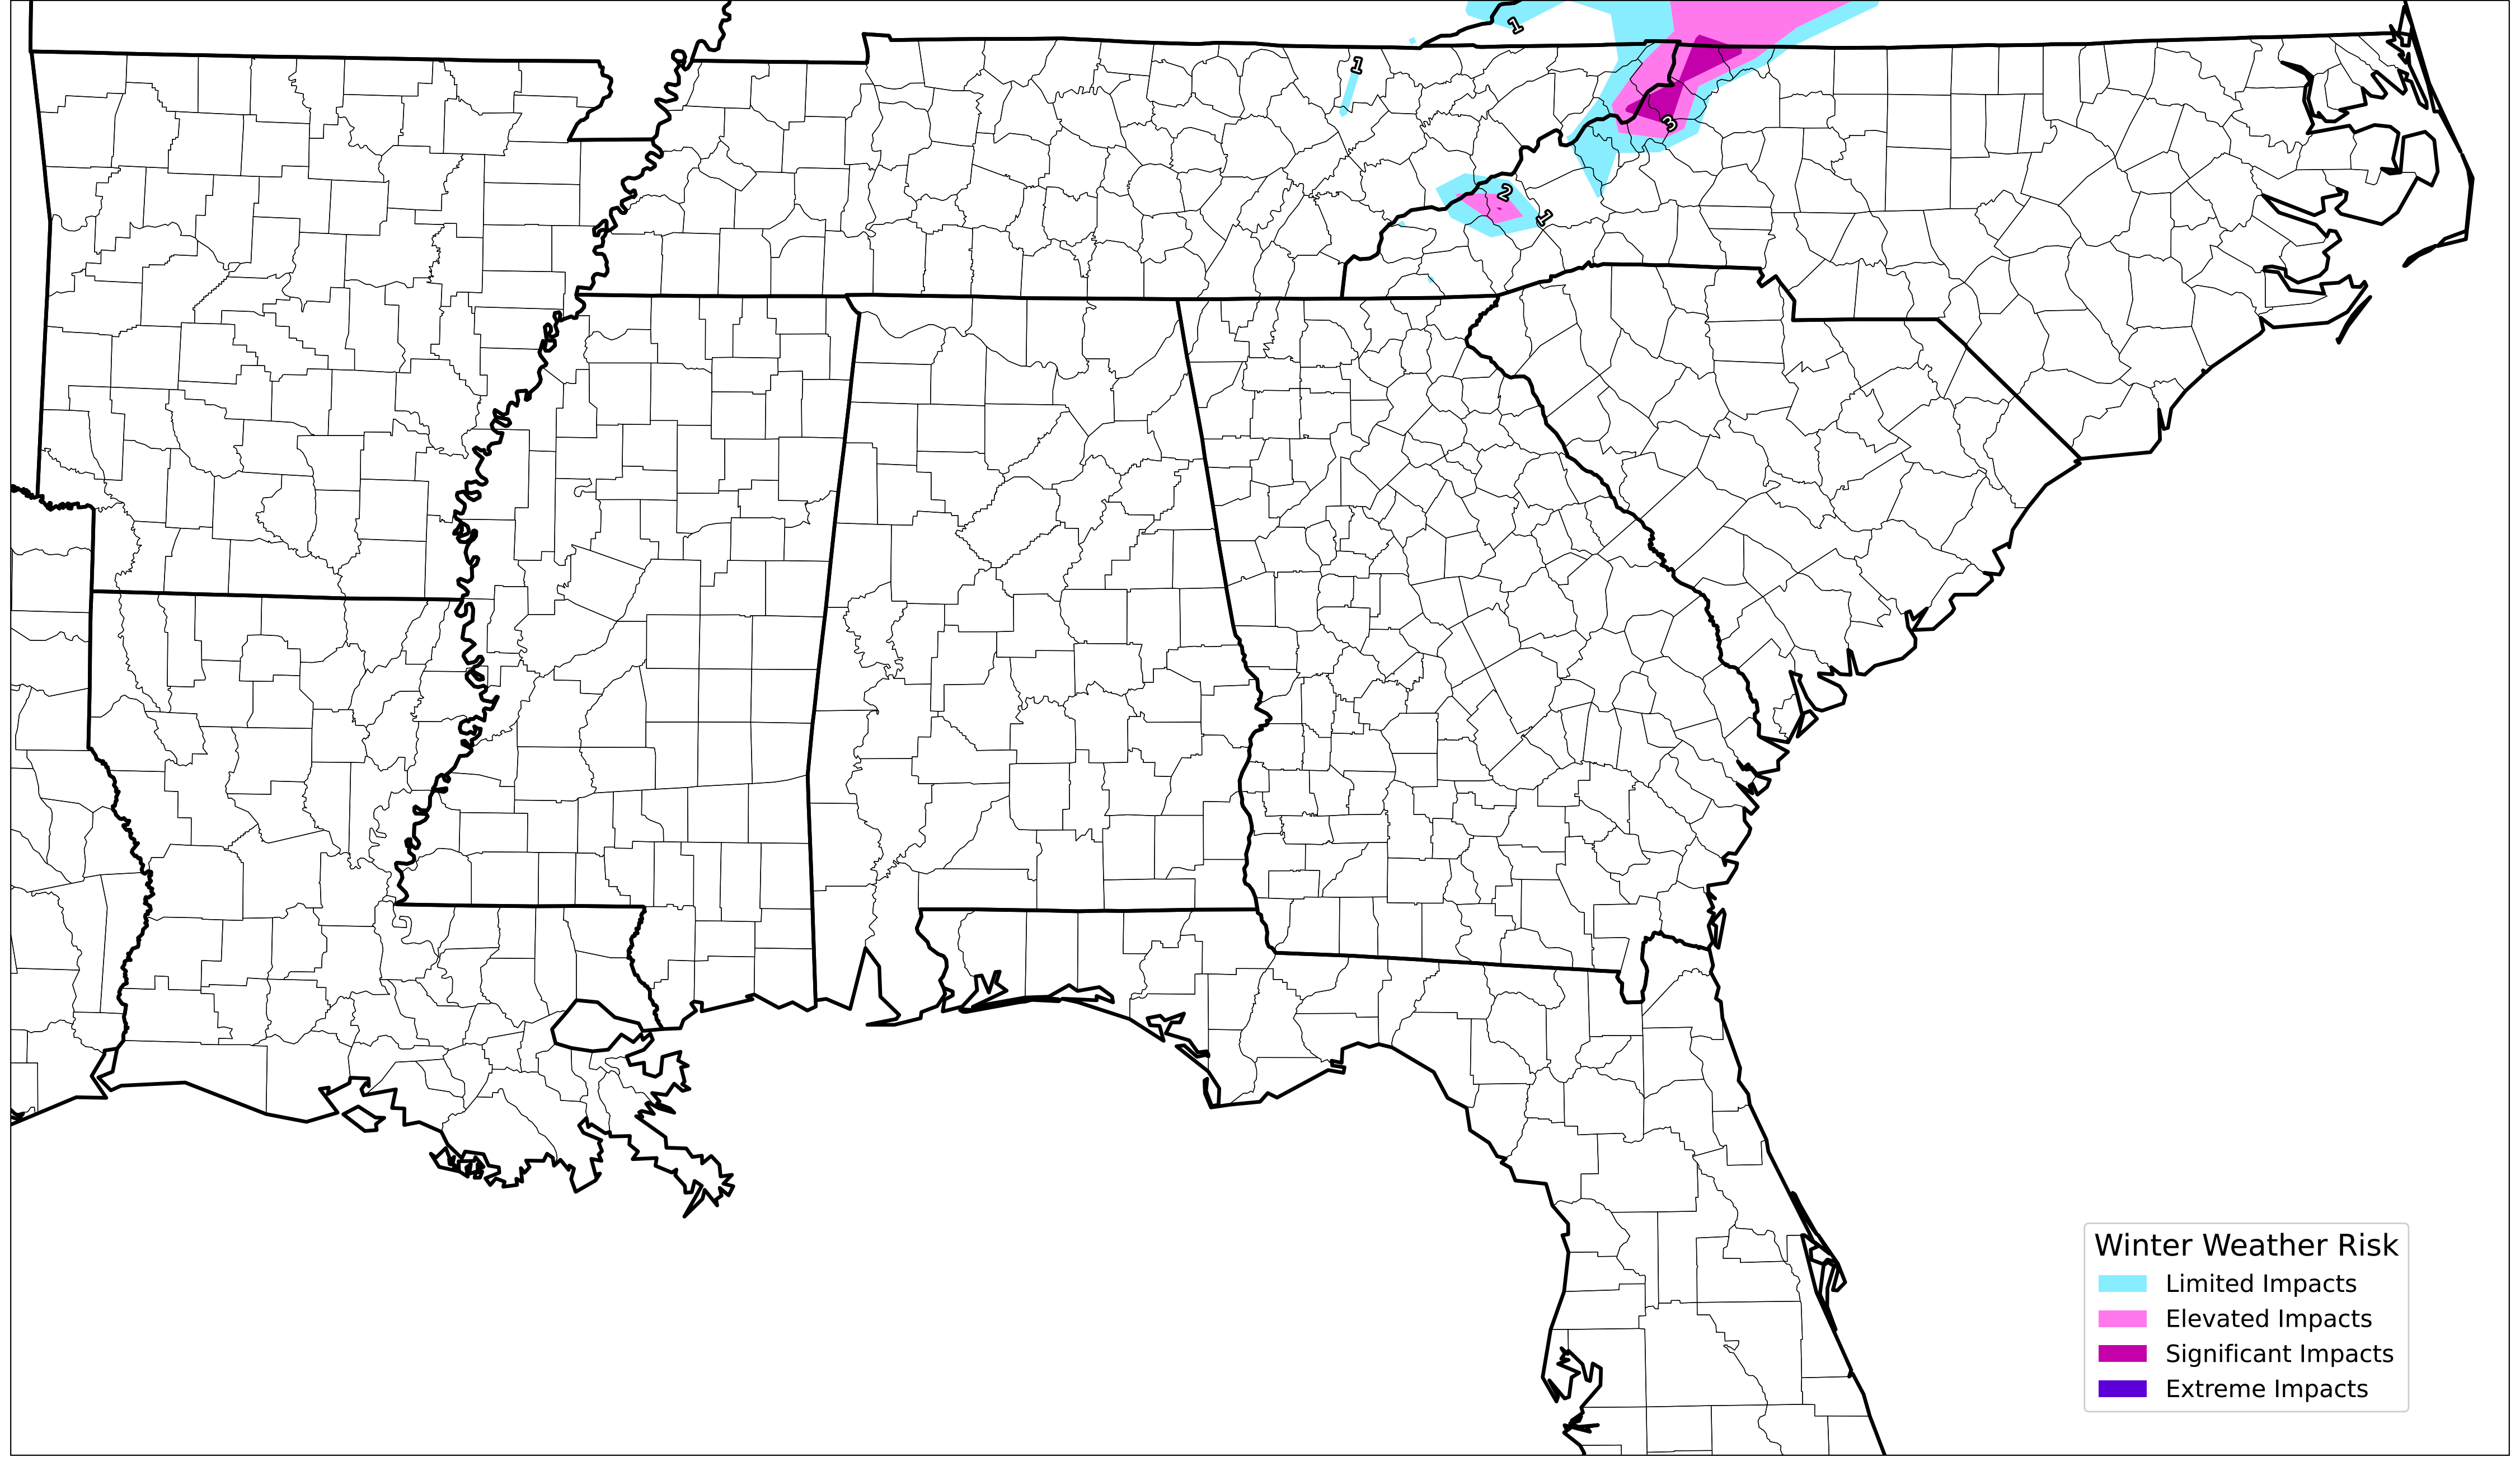 1
1
3
2
1
Winter Weather Risk
Limited Impacts
Elevated Impacts
Significant Impacts
Extreme Impacts